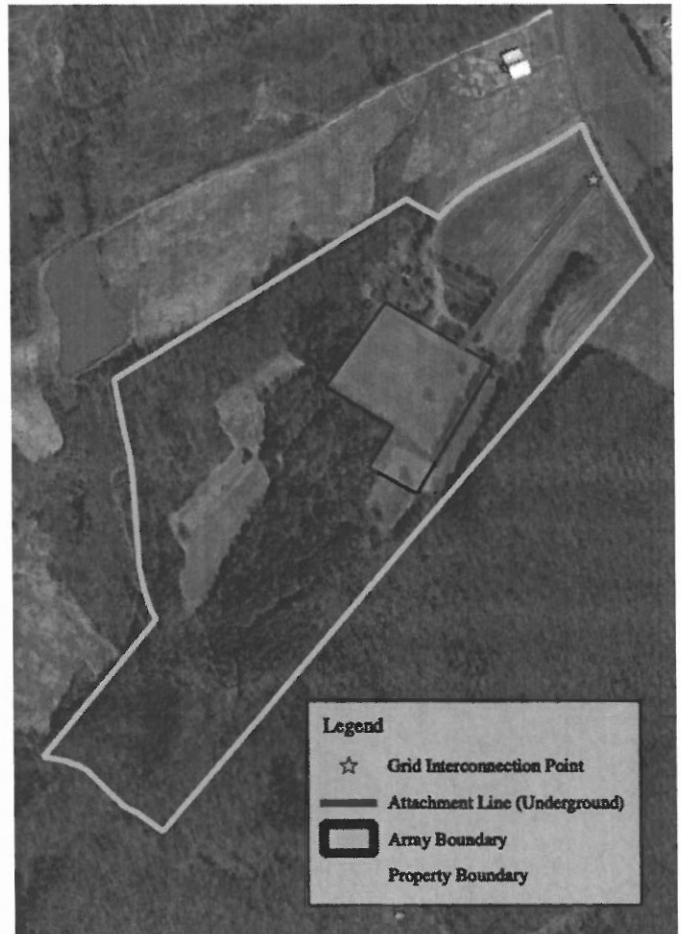 Legend
Grid Interconnection Point
Attachment Line (Underground)
Array Boundary
Property Boundary